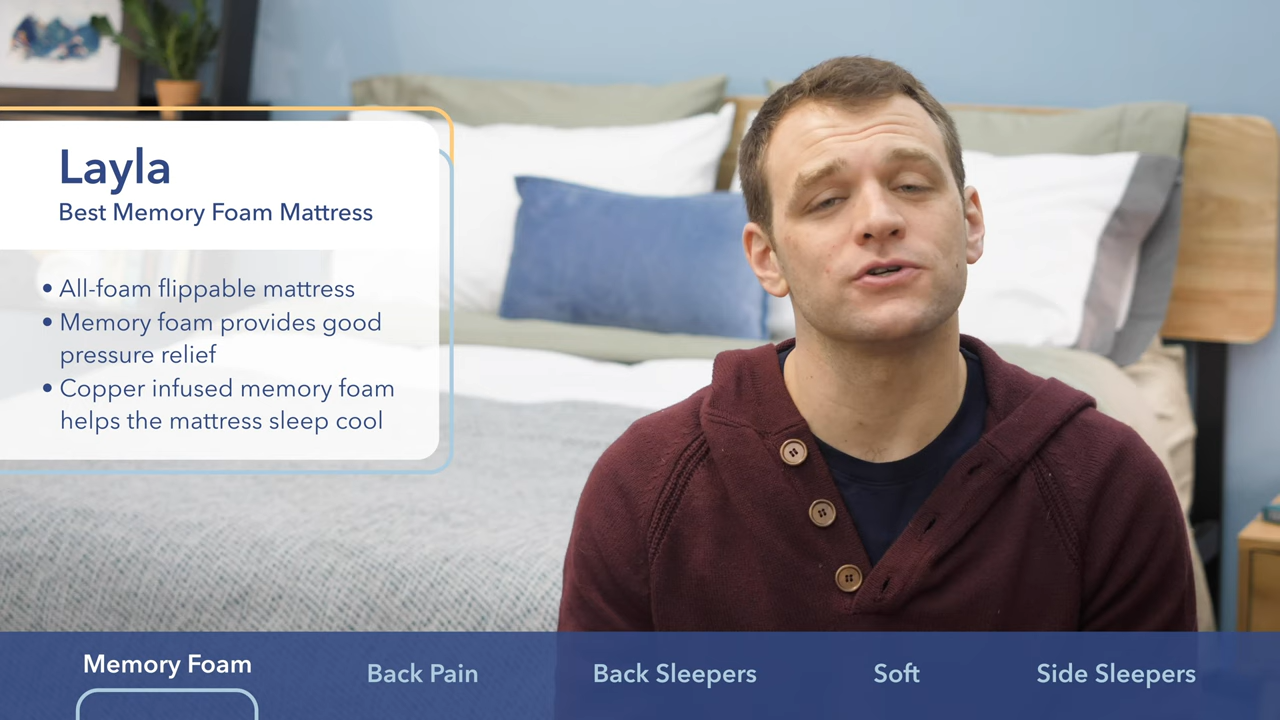 Layla
Best Memory Foam Mattress
• All-foam flippable mattress
• Memory foam provides good
pressure relief
• Copper infused memory foam
helps the mattress sleep cool
Memory Foam
Back Pain
Back Sleepers
Soft
Side Sleepers